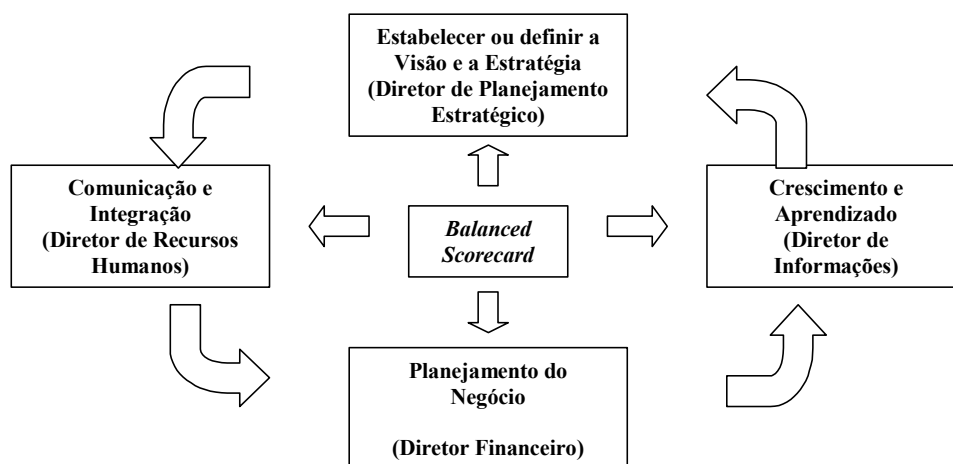 Estabelecer ou definir a
Visão e a Estratégia
(Diretor de Planejamento
Estratégico)
Comunicação e
Integração
(Diretor de Recursos
Humanos)
Balanced
Scorecard
Crescimento e
Aprendizado
(Diretor de
Informações)
Planejamento do
Negócio
(Diretor Financeiro)